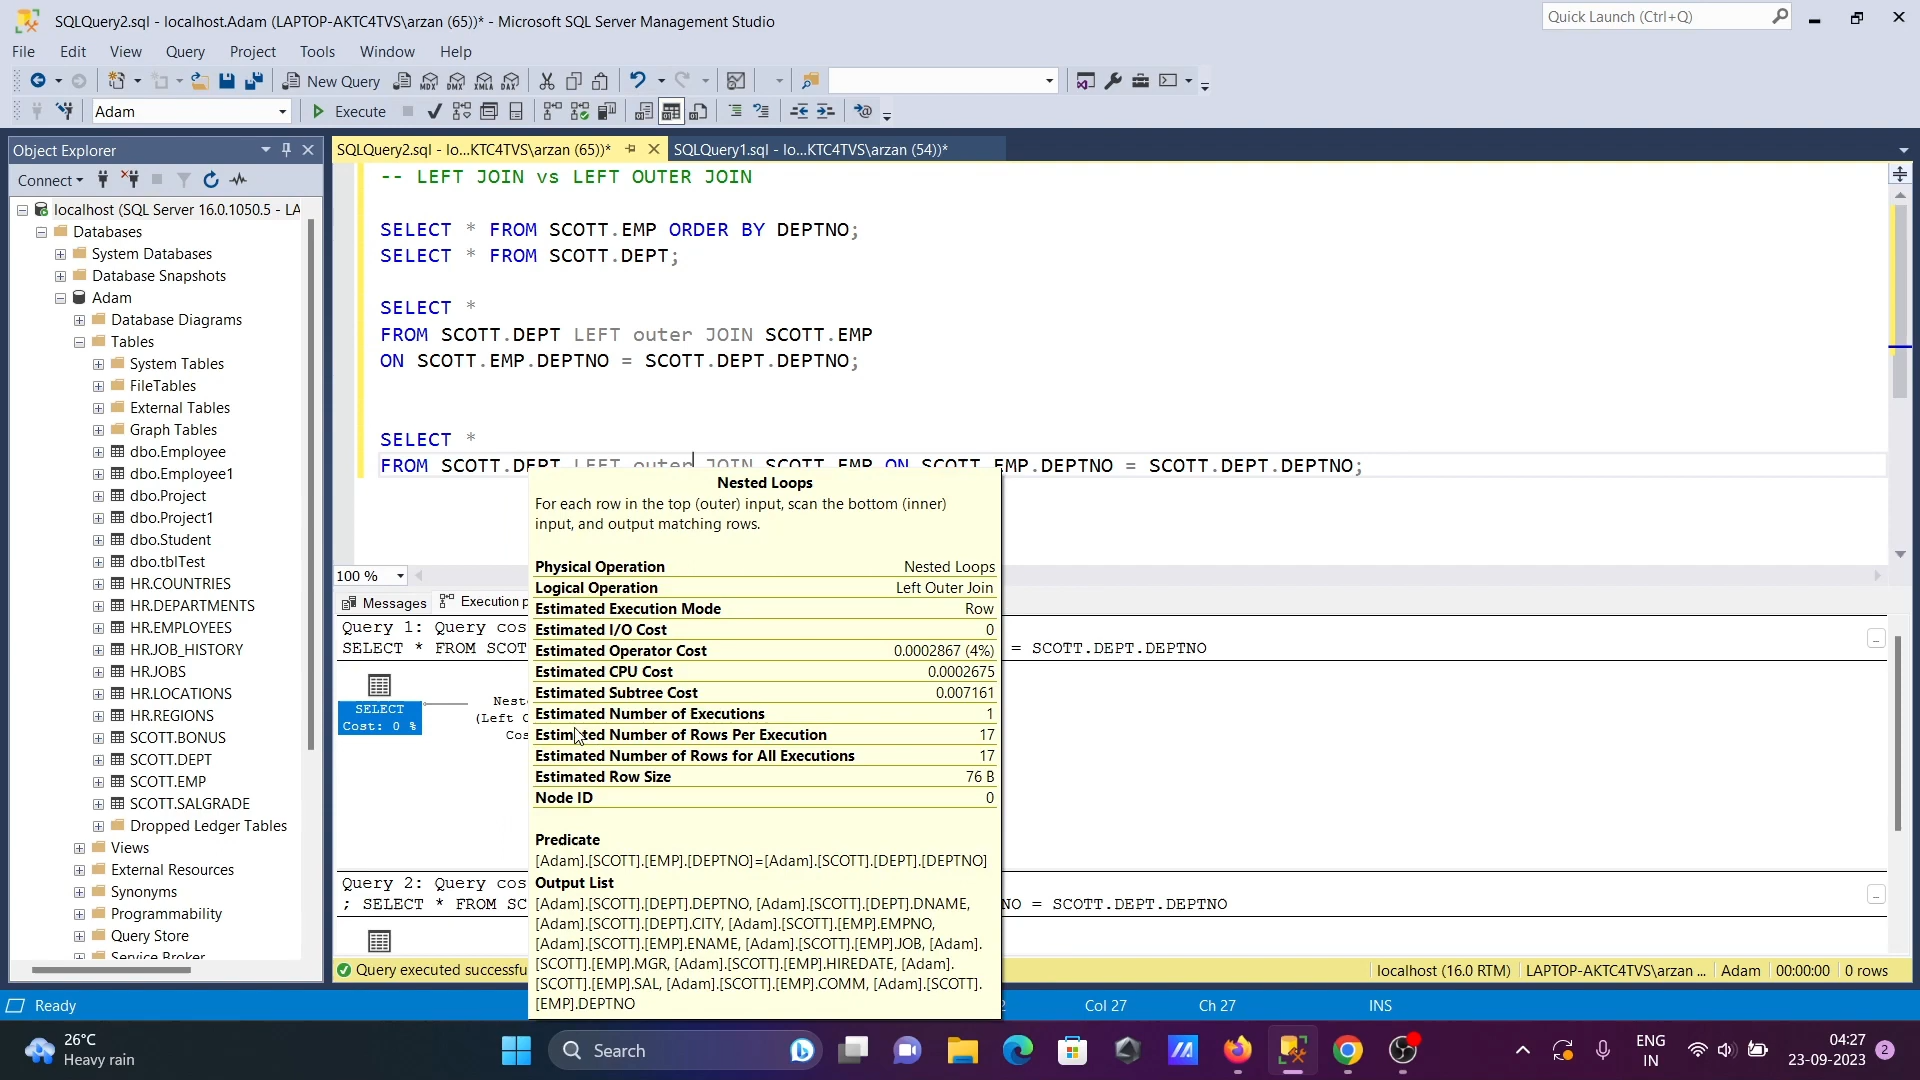 SQLQuery2.sql - localhost.Adam (LAPTOP-AKTC4TVS\arzan (65))* - Microsoft SQL Server Management Studio
Quick Launch (Ctrl+Q)
File Edit View Query Project Tools Window Help
New Query
Adam
Execute
Object Explorer
SQLQuery2.sql - lo...KTC4TVS\arzan (65))*
SQLQuery1.sql - lo...KTC4TVS\arzan (54))*
Connect
localhost (SQL Server 16.0.1050.5 - LA
Databases
System Databases
Database Snapshots
Adam
Database Diagrams
Tables
System Tables
FileTables
External Tables
Graph Tables
dbo.Employee
dbo.Employee1
dbo.Project
dbo.Project1
dbo.Student
dbo.tblTest
HR.COUNTRIES
HR.DEPARTMENTS
HR.EMPLOYEES
HR.JOB_HISTORY
HR.JOBS
HR.LOCATIONS
HR.REGIONS
SCOTT.BONUS
SCOTT.DEPT
SCOTT.EMP
SCOTT.SALGRADE
Dropped Ledger Tables
Views
External Resources
Synonyms
Programmability
Query Store
Service Broker
-- LEFT JOIN vs LEFT OUTER JOIN
SELECT * FROM SCOTT.EMP ORDER BY DEPTNO;
SELECT * FROM SCOTT.DEPT;
SELECT *
FROM SCOTT.DEPT LEFT outer JOIN SCOTT.EMP
ON SCOTT.EMP.DEPTNO = SCOTT.DEPT.DEPTNO;
SELECT *
FROM SCOTT.DEPT LEFT outer JOIN SCOTT.EMP ON SCOTT.EMP.DEPTNO = SCOTT.DEPT.DEPTNO;
100 %
Messages
Execution p
Query 1: Query cos
SELECT * FROM SCOT
= SCOTT.DEPT.DEPTNO
SELECT
Cost: 0 %
Nest
(Left O
Cos
Query 2: Query cos
; SELECT * FROM SC
NO = SCOTT.DEPT.DEPTNO
Nested Loops
For each row in the top (outer) input, scan the bottom (inner)
input, and output matching rows.
Physical Operation Nested Loops
Logical Operation Left Outer Join
Estimated Execution Mode Row
Estimated I/O Cost 0
Estimated Operator Cost 0.0002867 (4%)
Estimated CPU Cost 0.0002675
Estimated Subtree Cost 0.007161
Estimated Number of Executions 1
Estimated Number of Rows Per Execution 17
Estimated Number of Rows for All Executions 17
Estimated Row Size 76 B
Node ID 0
Predicate
[Adam].[SCOTT].[EMP].[DEPTNO]=[Adam].[SCOTT].[DEPT].[DEPTNO]
Output List
[Adam].[SCOTT].[DEPT].DEPTNO, [Adam].[SCOTT].[DEPT].DNAME,
[Adam].[SCOTT].[DEPT].CITY, [Adam].[SCOTT].[EMP].EMPNO,
[Adam].[SCOTT].[EMP].ENAME, [Adam].[SCOTT].[EMP].JOB, [Adam].
[SCOTT].[EMP].MGR, [Adam].[SCOTT].[EMP].HIREDATE, [Adam].
[SCOTT].[EMP].SAL, [Adam].[SCOTT].[EMP].COMM, [Adam].[SCOTT].
[EMP].DEPTNO
Query executed successfu
localhost (16.0 RTM) LAPTOP-AKTC4TVS\arzan ... Adam 00:00:00 0 rows
Ready
Col 27 Ch 27 INS
26°C
Heavy rain
Search
ENG
IN
04:27
23-09-2023
2